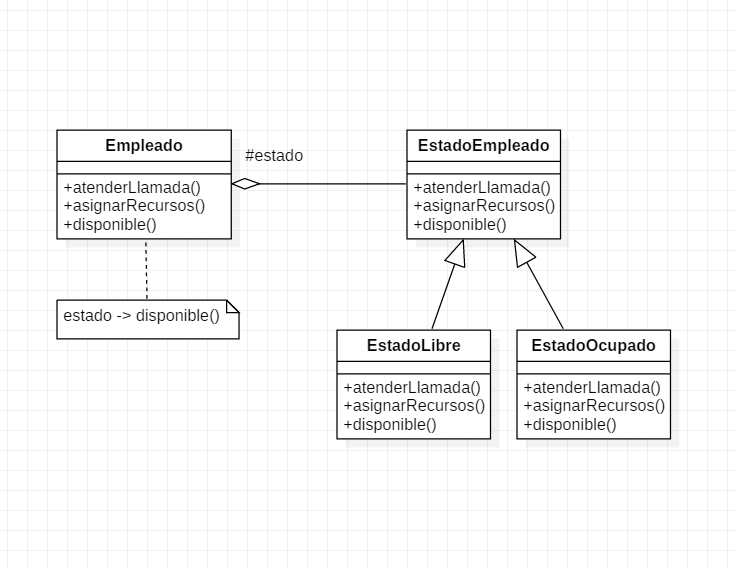 Empleado
+atenderLlamada()
+asignarRecursos()
+disponible()
#estado
EstadoEmpleado
+atenderLlamada()
+asignarRecursos()
+disponible()
estado -> disponible()
EstadoLibre
+atenderLlamada()
+asignarRecursos()
+disponible()
EstadoOcupado
+atenderLlamada()
+asignarRecursos()
+disponible()